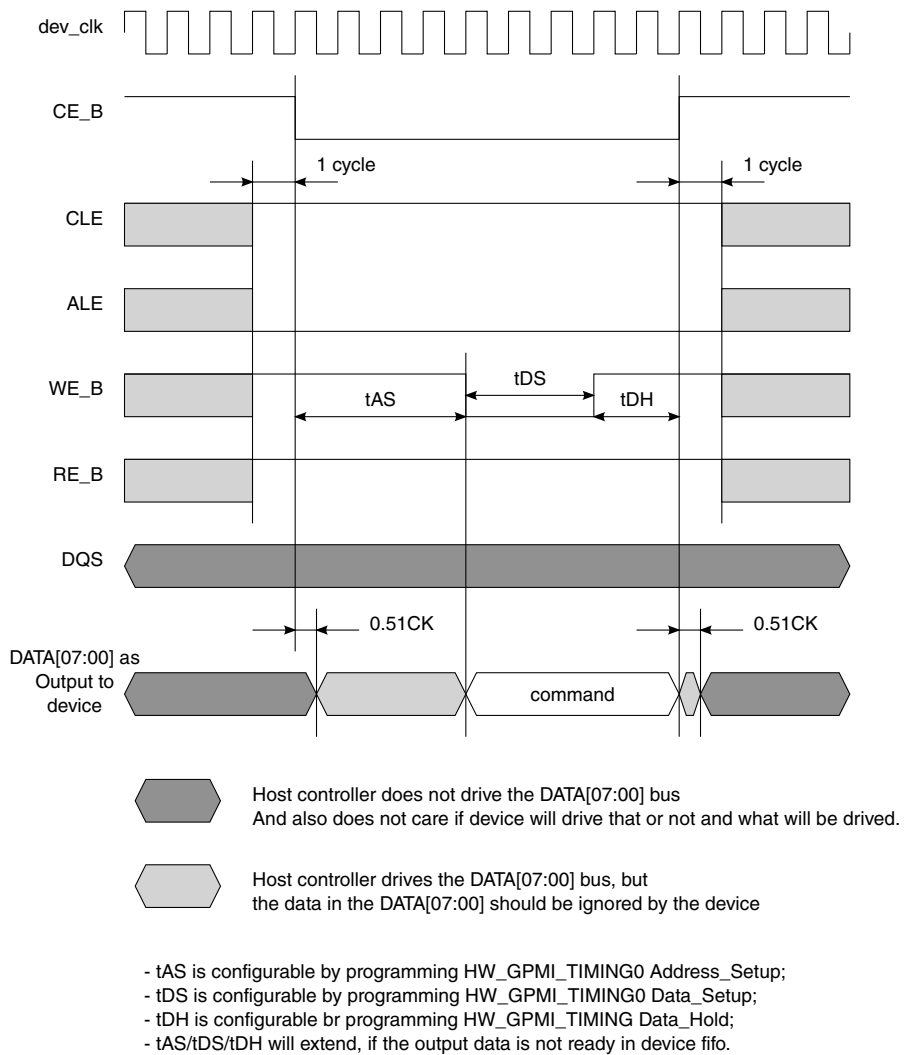 dev_clk
CE_B
1 cycle
1 cycle
CLE
ALE
WE_B
tDS
tAS
tDH
RE_B
DQS
0.51CK
0.51CK
DATA[07:00] as
Output to
device
command
Host controller does not drive the DATA[07:00] bus
And also does not care if device will drive that or not and what will be drived.
Host controller drives the DATA[07:00] bus, but
the data in the DATA[07:00] should be ignored by the device
- tAS is configurable by programming HW_GPMI_TIMING0 Address_Setup;
- tDS is configurable by programming HW_GPMI_TIMING0 Data_Setup;
- tDH is configurable br programming HW_GPMI_TIMING Data_Hold;
- tAS/tDS/tDH will extend, if the output data is not ready in device fifo.